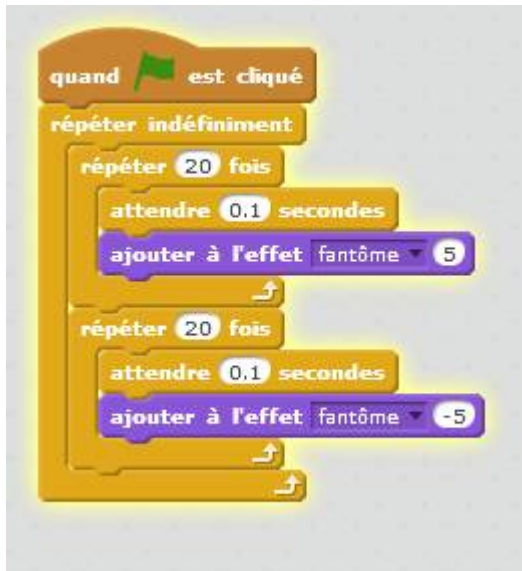 quand est cliqué
répéter indéfiniment
répéter 20 fois
attendre 0.1 secondes
ajouter à l'effet fantôme 5
répéter 20 fois
attendre 0.1 secondes
ajouter à l'effet fantôme -5